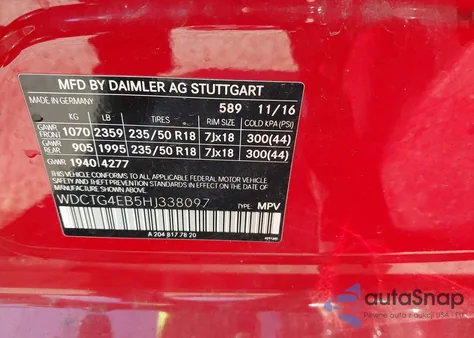 MFD BY DAIMLER AG STUTTGART
MADE IN GERMANY 589 11/16
KG LB TIRES RIM SIZE COLD KPA (PSI)
GAWR FRONT 1070 2359 235/50 R18 7Jx18 300(44)
GAWR REAR 905 1995 235/50 R18 7Jx18 300(44)
GVWR 1940 4277
THIS VEHICLE CONFORMS TO ALL APPLICABLE FEDERAL MOTOR VEHICLE
SAFETY, BUMPER, AND THEFT PREVENTION STANDARDS IN EFFECT ON THE DATE OF
MANUFACTURE SHOWN ABOVE.
WDCTG4EB5HJ338097 TYPE: MPV
A 204 817 78 20
autoSnap